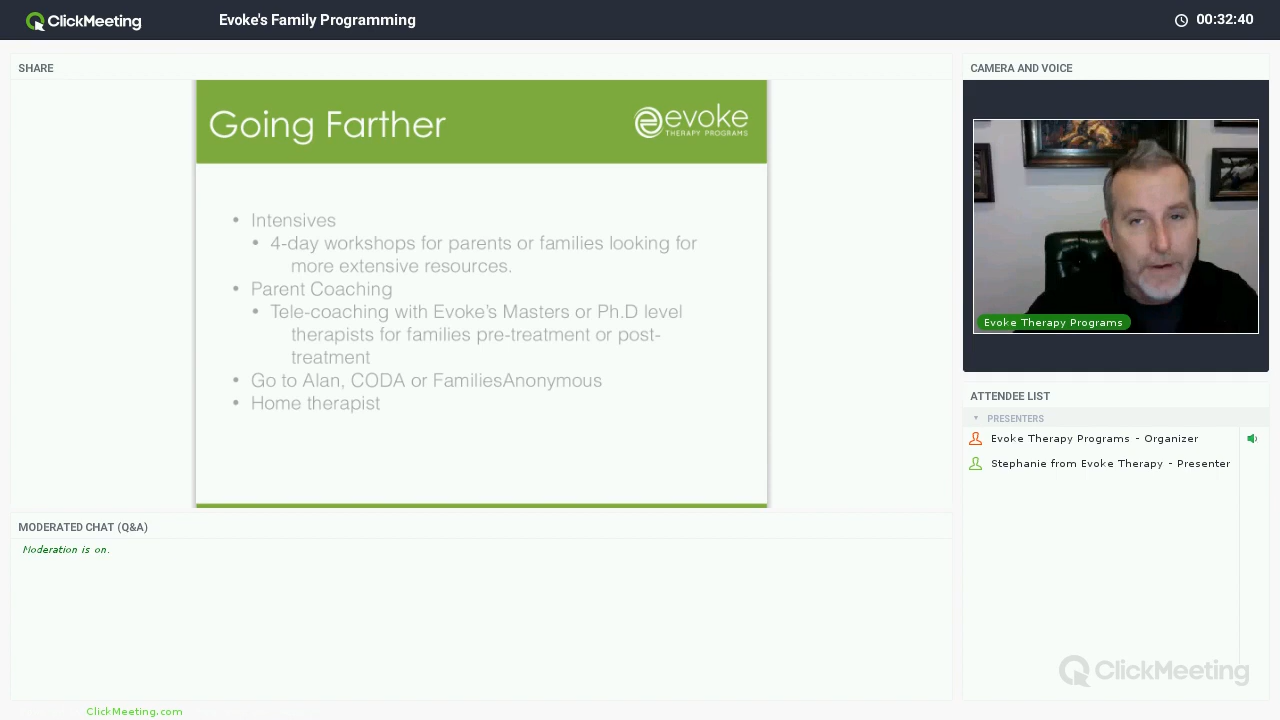 ClickMeeting
Evoke's Family Programming
00:32:40
SHARE
Going Farther
evoke
THERAPY PROGRAMS
• Intensives
• 4-day workshops for parents or families looking for
more extensive resources.
• Parent Coaching
• Tele-coaching with Evoke's Masters or Ph.D level
therapists for families pre-treatment or post-
treatment
• Go to Alan, CODA or FamiliesAnonymous
• Home therapist
MODERATED CHAT (Q&A)
Moderation is on.
ClickMeeting.com
CAMERA AND VOICE
Evoke Therapy Programs
ATTENDEE LIST
PRESENTERS
Evoke Therapy Programs - Organizer
Stephanie from Evoke Therapy - Presenter
ClickMeeting